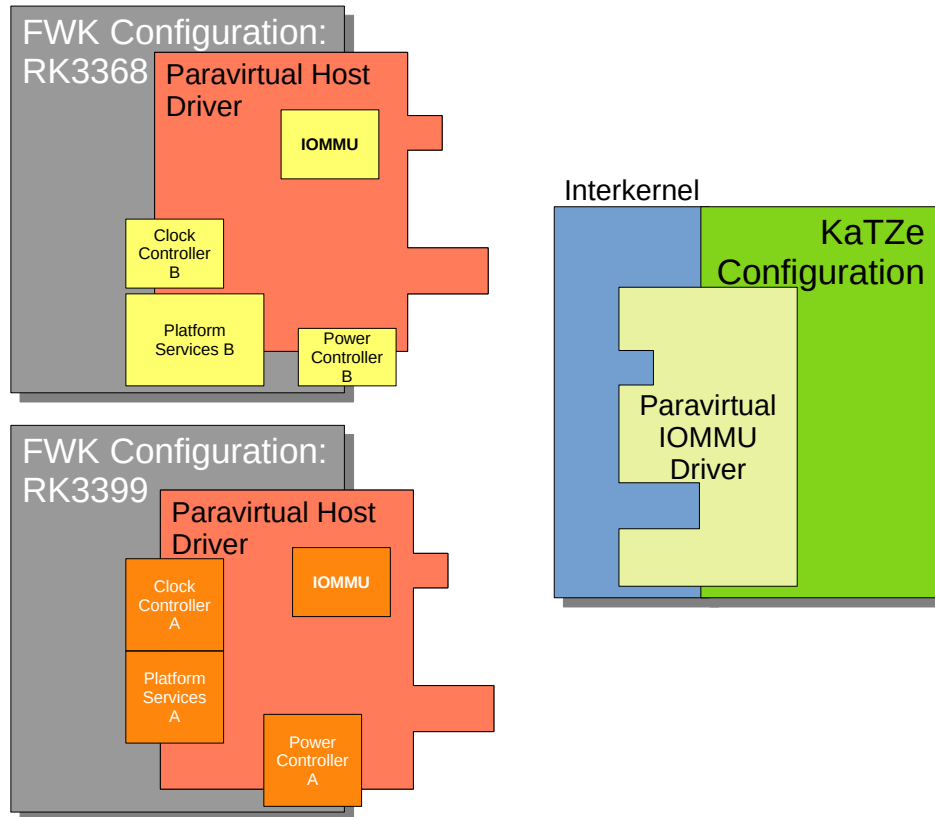 FWK Configuration:
RK3368
Paravirtual Host
Driver
IOMMU
Clock
Controller
B
Platform
Services B
Power
Controller
B
FWK Configuration:
RK3399
Paravirtual Host
Driver
IOMMU
Clock
Controller
A
Platform
Services
A
Power
Controller
A
Interkernel
KaTZe
Configuration
Paravirtual
IOMMU
Driver